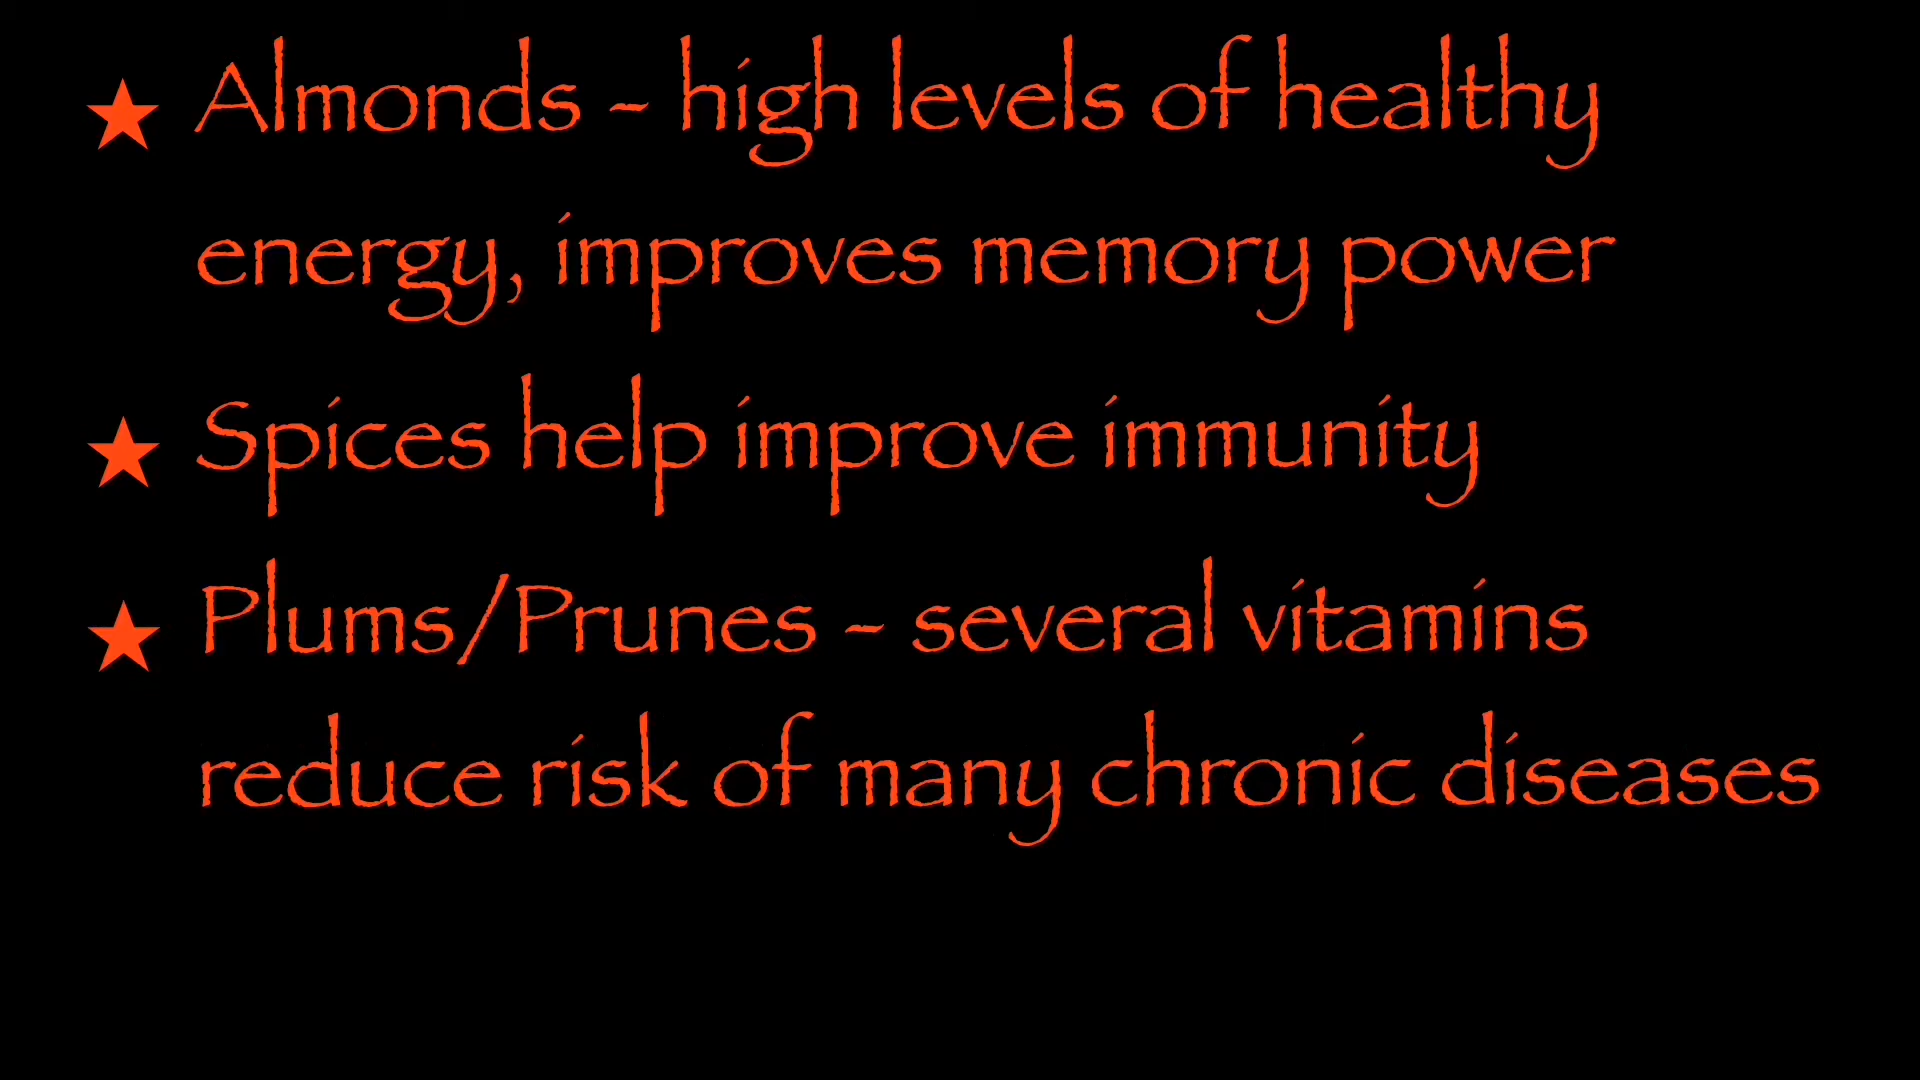 ★ Almonds - high levels of healthy
energy, improves memory power
★ Spices help improve immunity
★ Plums/Prunes - several vitamins
reduce risk of many chronic diseases